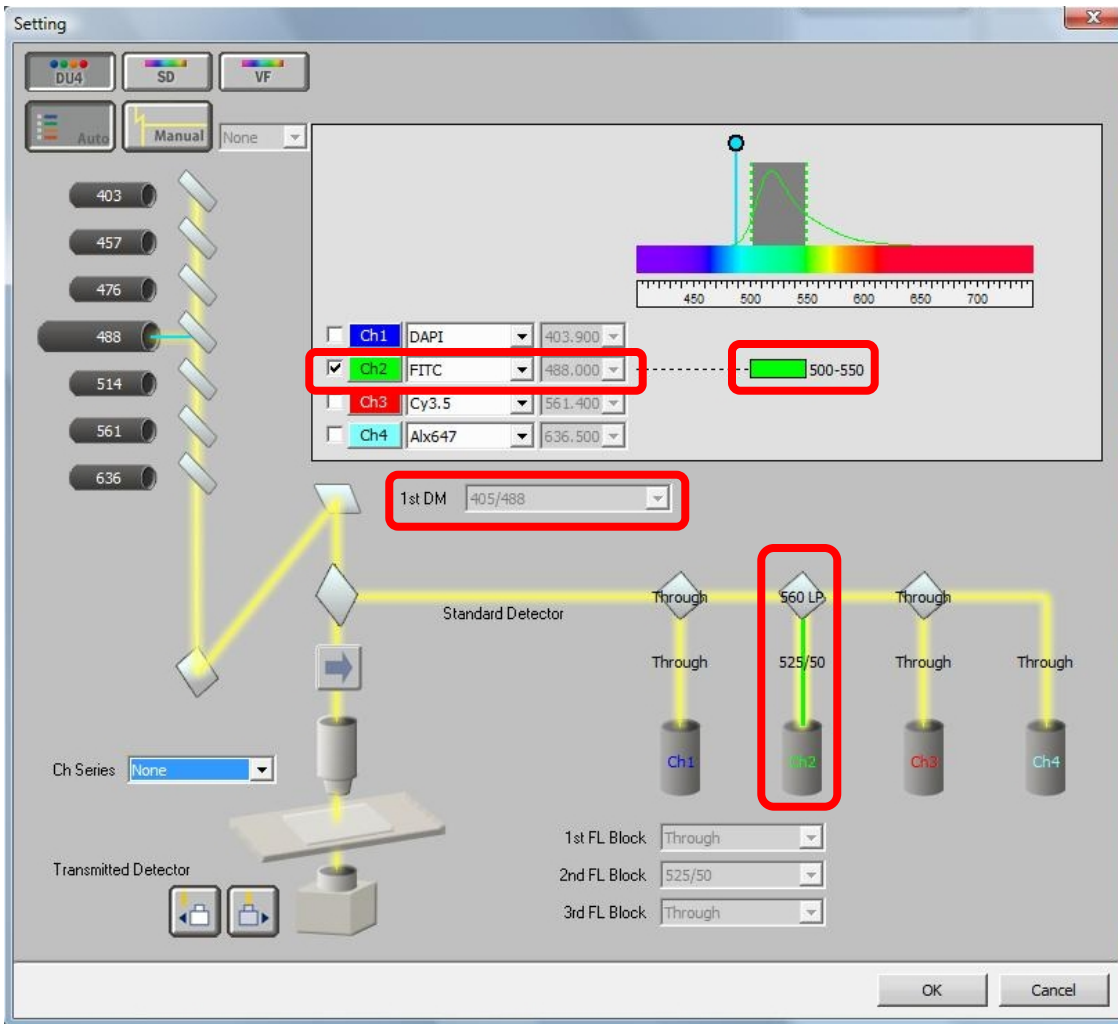 Setting
DU4 SD VF
Auto Manual None
403
457
476
488
514
561
636
450 500 550 600 650 700
Ch1 DAPI 403.900
Ch2 FITC 488.000 500-550
Ch3 Cy3.5 561.400
Ch4 Alx647 636.500
1st DM 405/488
Standard Detector
Through 560 LP Through
Through 525/50 Through Through
Ch1 Ch2 Ch3 Ch4
Ch Series None
Transmitted Detector
1st FL Block Through
2nd FL Block 525/50
3rd FL Block Through
OK Cancel